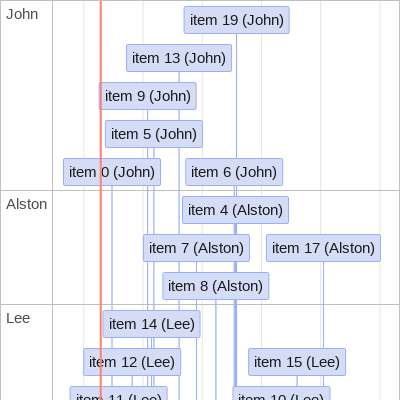 John
item 19 (John)
item 13 (John)
item 9 (John)
item 5 (John)
item 0 (John)
item 6 (John)
Alston
item 4 (Alston)
item 7 (Alston)
item 17 (Alston)
item 8 (Alston)
Lee
item 14 (Lee)
item 12 (Lee)
item 15 (Lee)
item 11 (Lee)
item 10 (Lee)